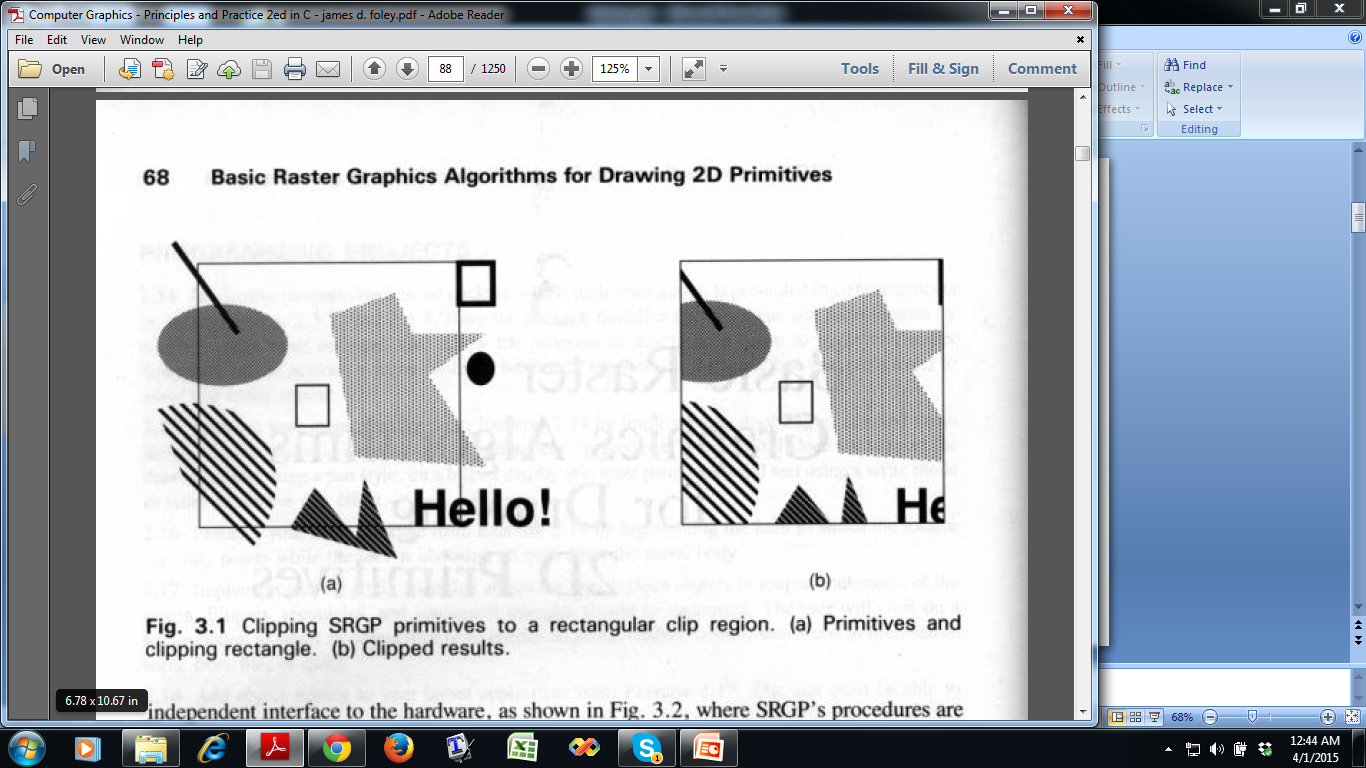 Computer Graphics - Principles and Practice 2ed in C - james d. foley.pdf - Adobe Reader
File Edit View Window Help
Open 88 / 1250 125% Tools Fill & Sign Comment
Fill
Outline
Effects
Find
Replace
Select
Editing
68 Basic Raster Graphics Algorithms for Drawing 2D Primitives
Hello!
He
(a)
(b)
Fig. 3.1 Clipping SRGP primitives to a rectangular clip region. (a) Primitives and
clipping rectangle. (b) Clipped results.
independent interface to the hardware, as shown in Fig. 3.2, where SRGP's procedures are
6.78 x 10.67 in
68%
12:44 AM
4/1/2015